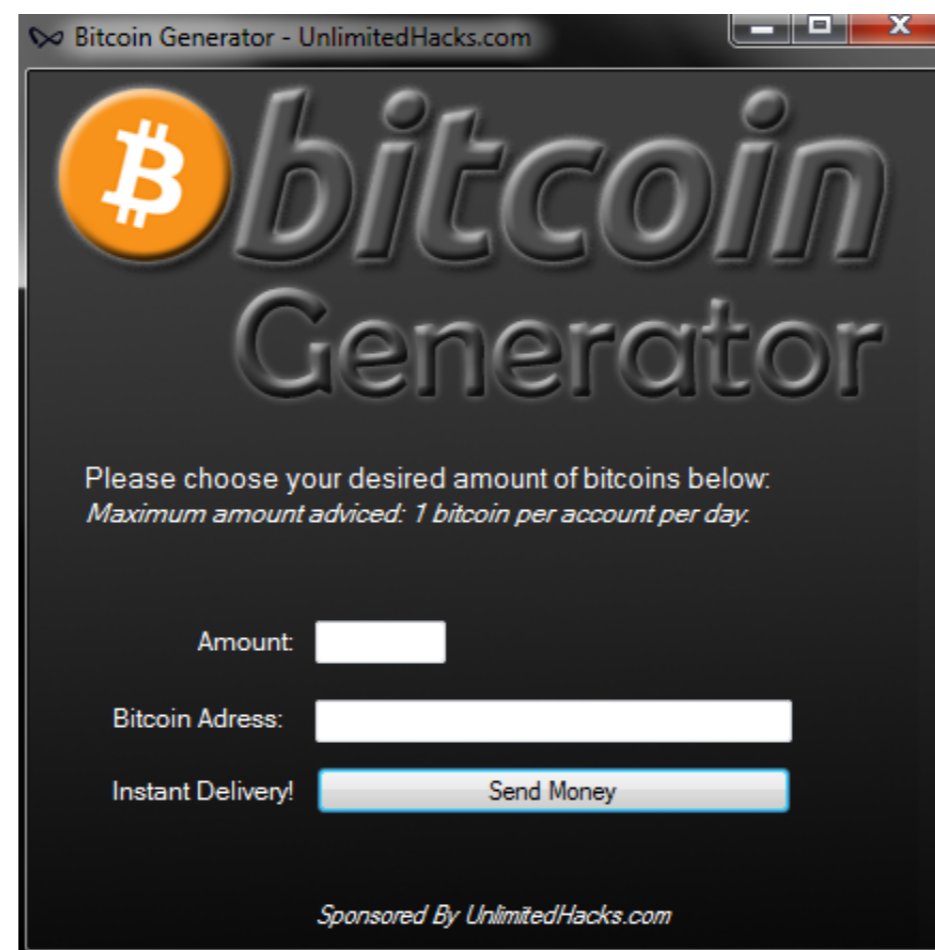 Bitcoin Generator - UnlimitedHacks.com
bitcoin
Generator
Please choose your desired amount of bitcoins below:
Maximum amount adviced: 1 bitcoin per account per day.
Amount:
Bitcoin Adress:
Instant Delivery! Send Money
Sponsored By UnlimitedHacks.com